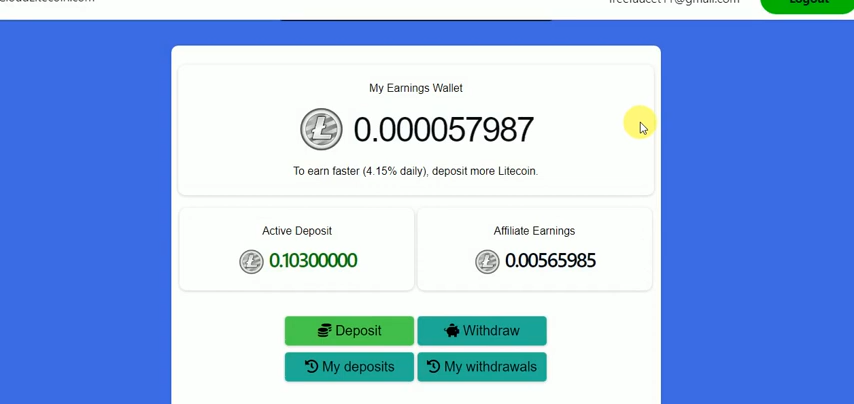 My Earnings Wallet
0.000057987
To earn faster (4.15% daily), deposit more Litecoin.
Active Deposit
0.10300000
Affiliate Earnings
0.00565985
Deposit
Withdraw
My deposits
My withdrawals